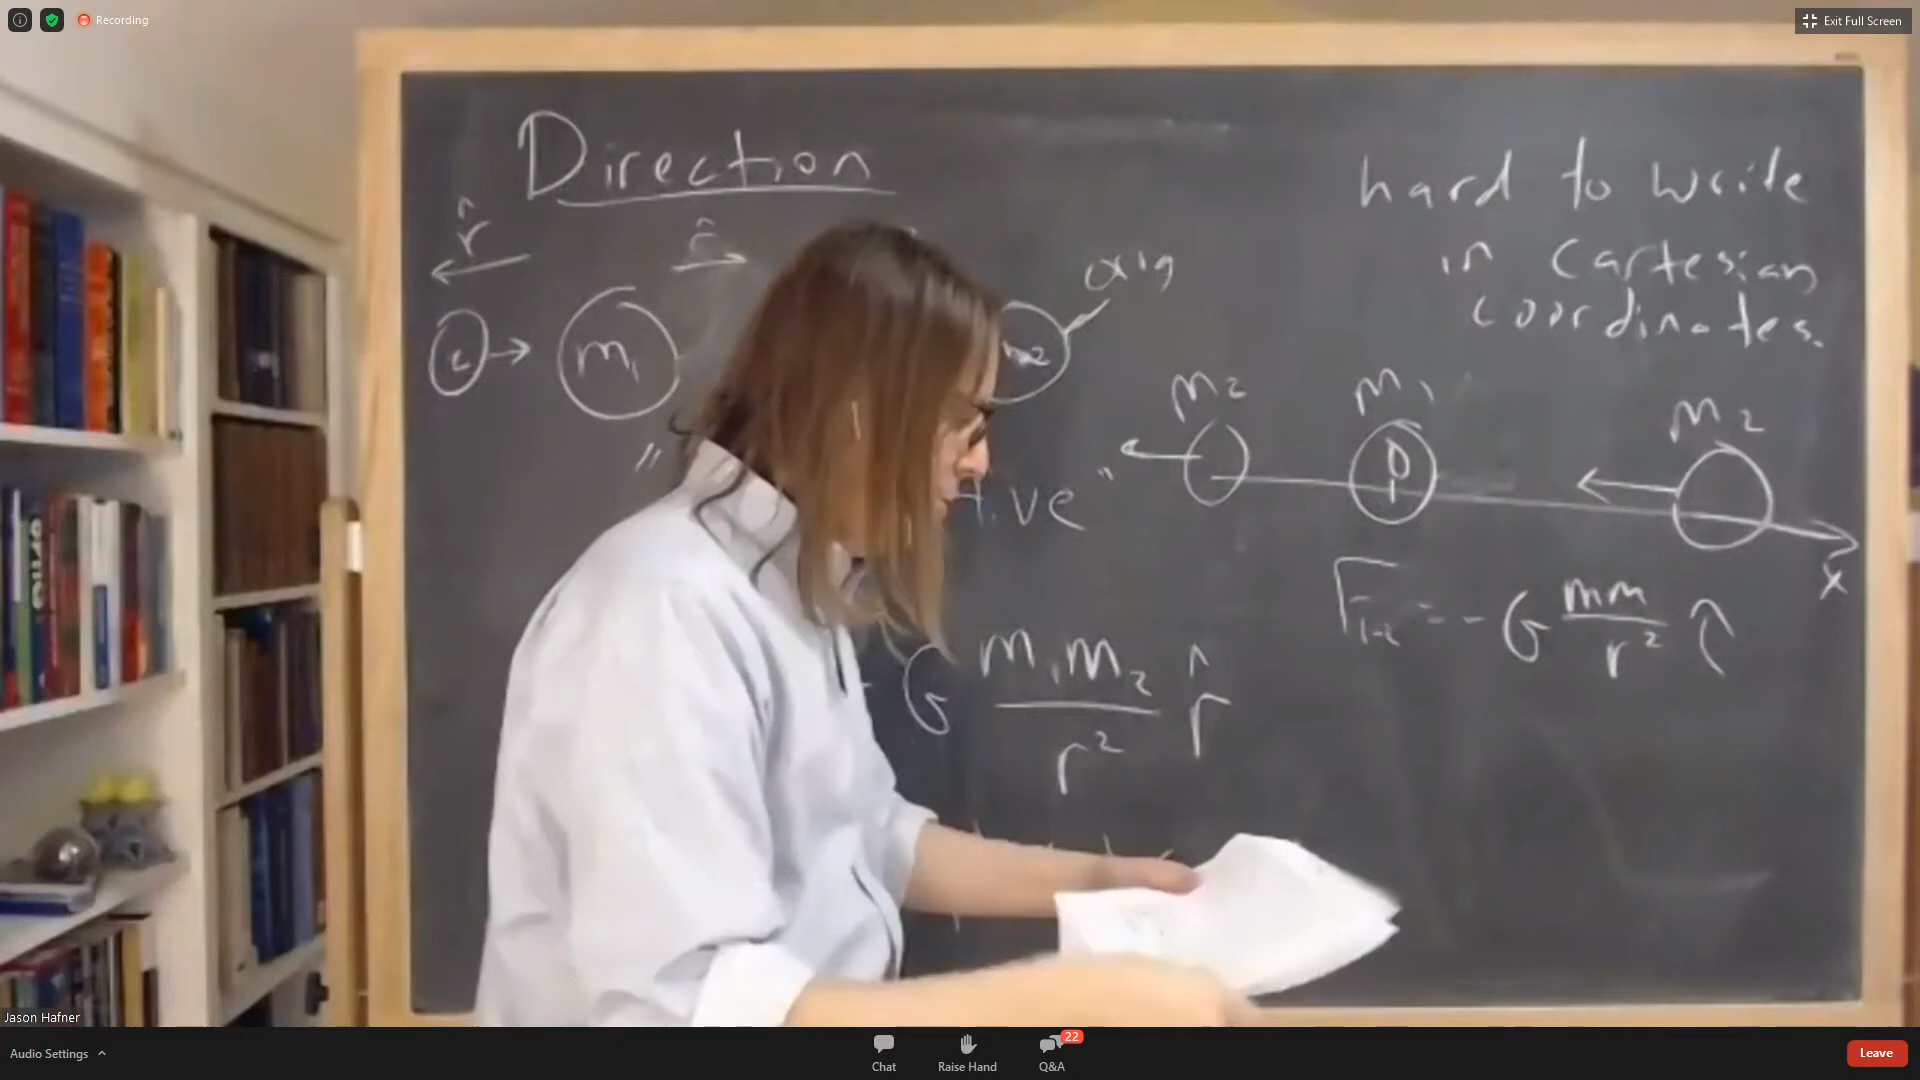 Recording
Exit Full Screen
Direction
hard to write
in Cartesian
coordinates.
r̂
r̂
orig
2
m₁
m₂
m₂
m₁
m₂
x
G m₁m₂ / r² r̂
= - G mm / r² î
OPTICS
Jason Hafner
Audio Settings
Chat
Raise Hand
Q&A
22
Leave